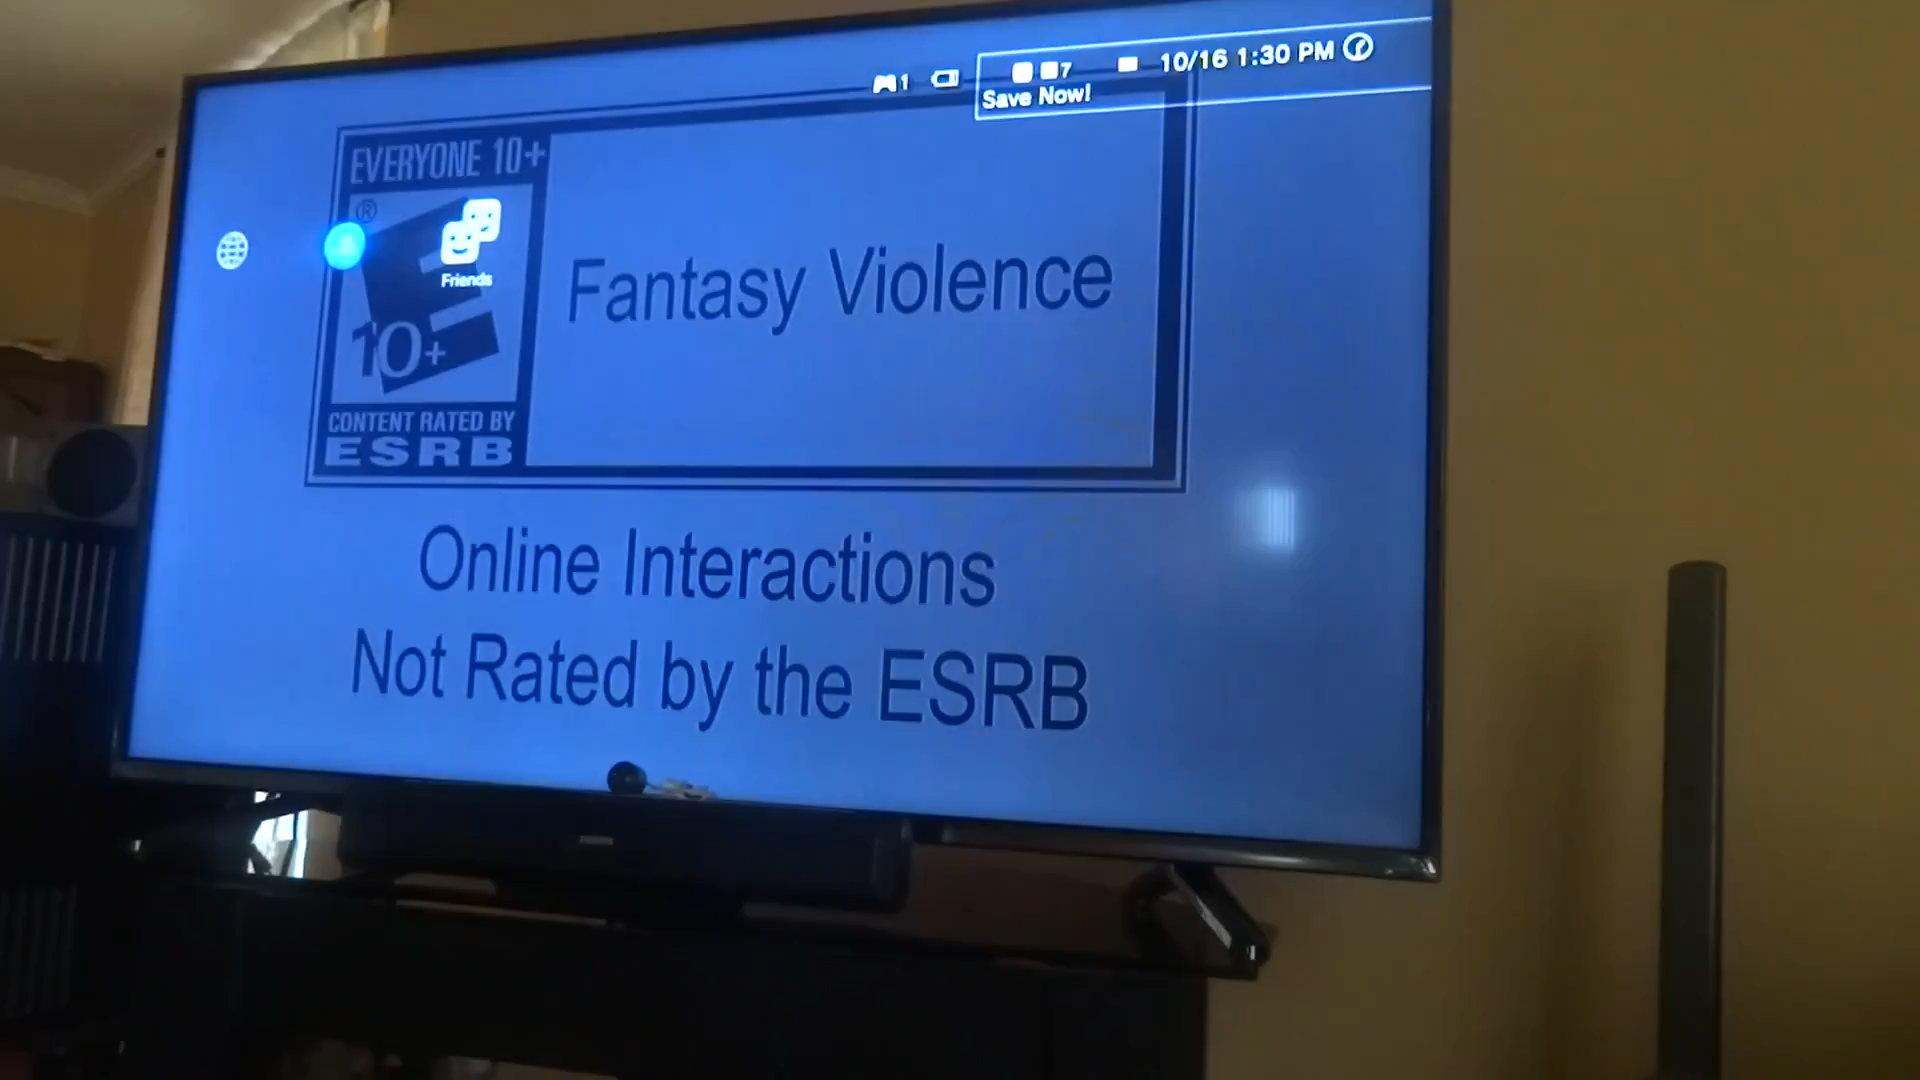 1
7
10/16 1:30 PM
Save Now!
EVERYONE 10+
®
Friends
10+
CONTENT RATED BY
ESRB
Fantasy Violence
Online Interactions
Not Rated by the ESRB